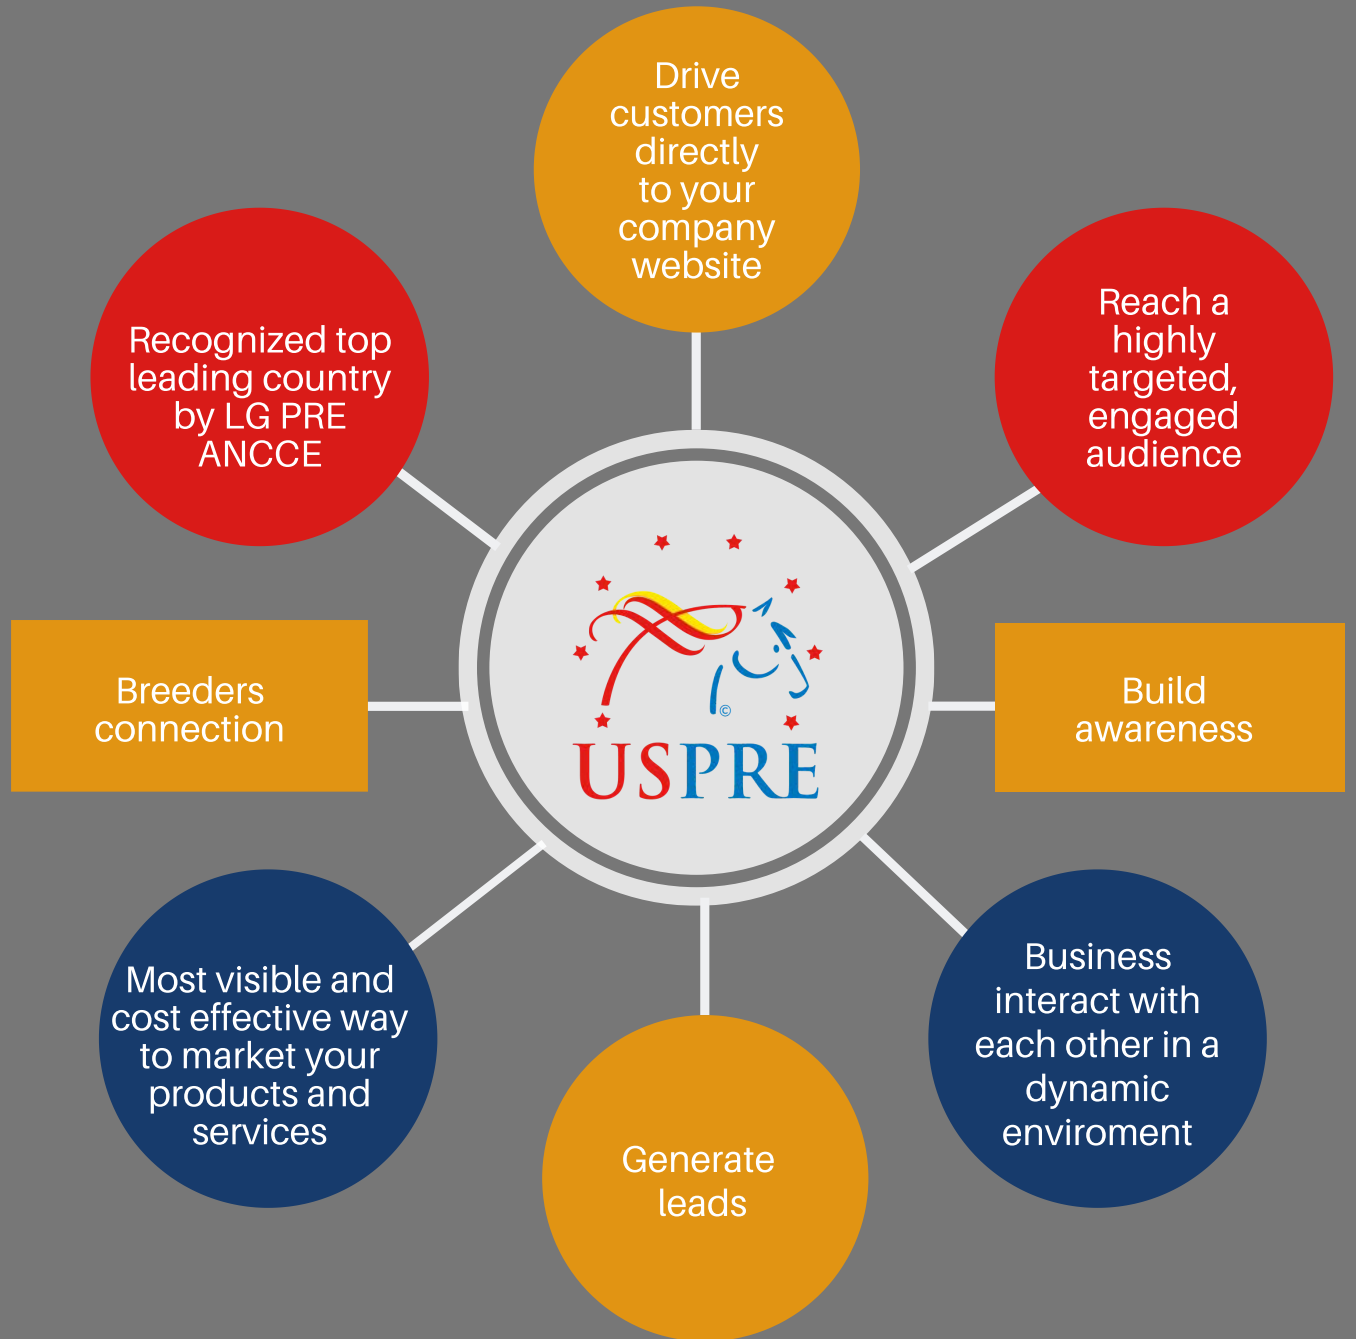 Drive
customers
directly
to your
company
website
Recognized top
leading country
by LG PRE
ANCCE
Reach a
highly
targeted,
engaged
audience
Breeders
connection
©
USPRE
Build
awareness
Most visible and
cost effective way
to market your
products and
services
Business
interact with
each other in a
dynamic
enviroment
Generate
leads